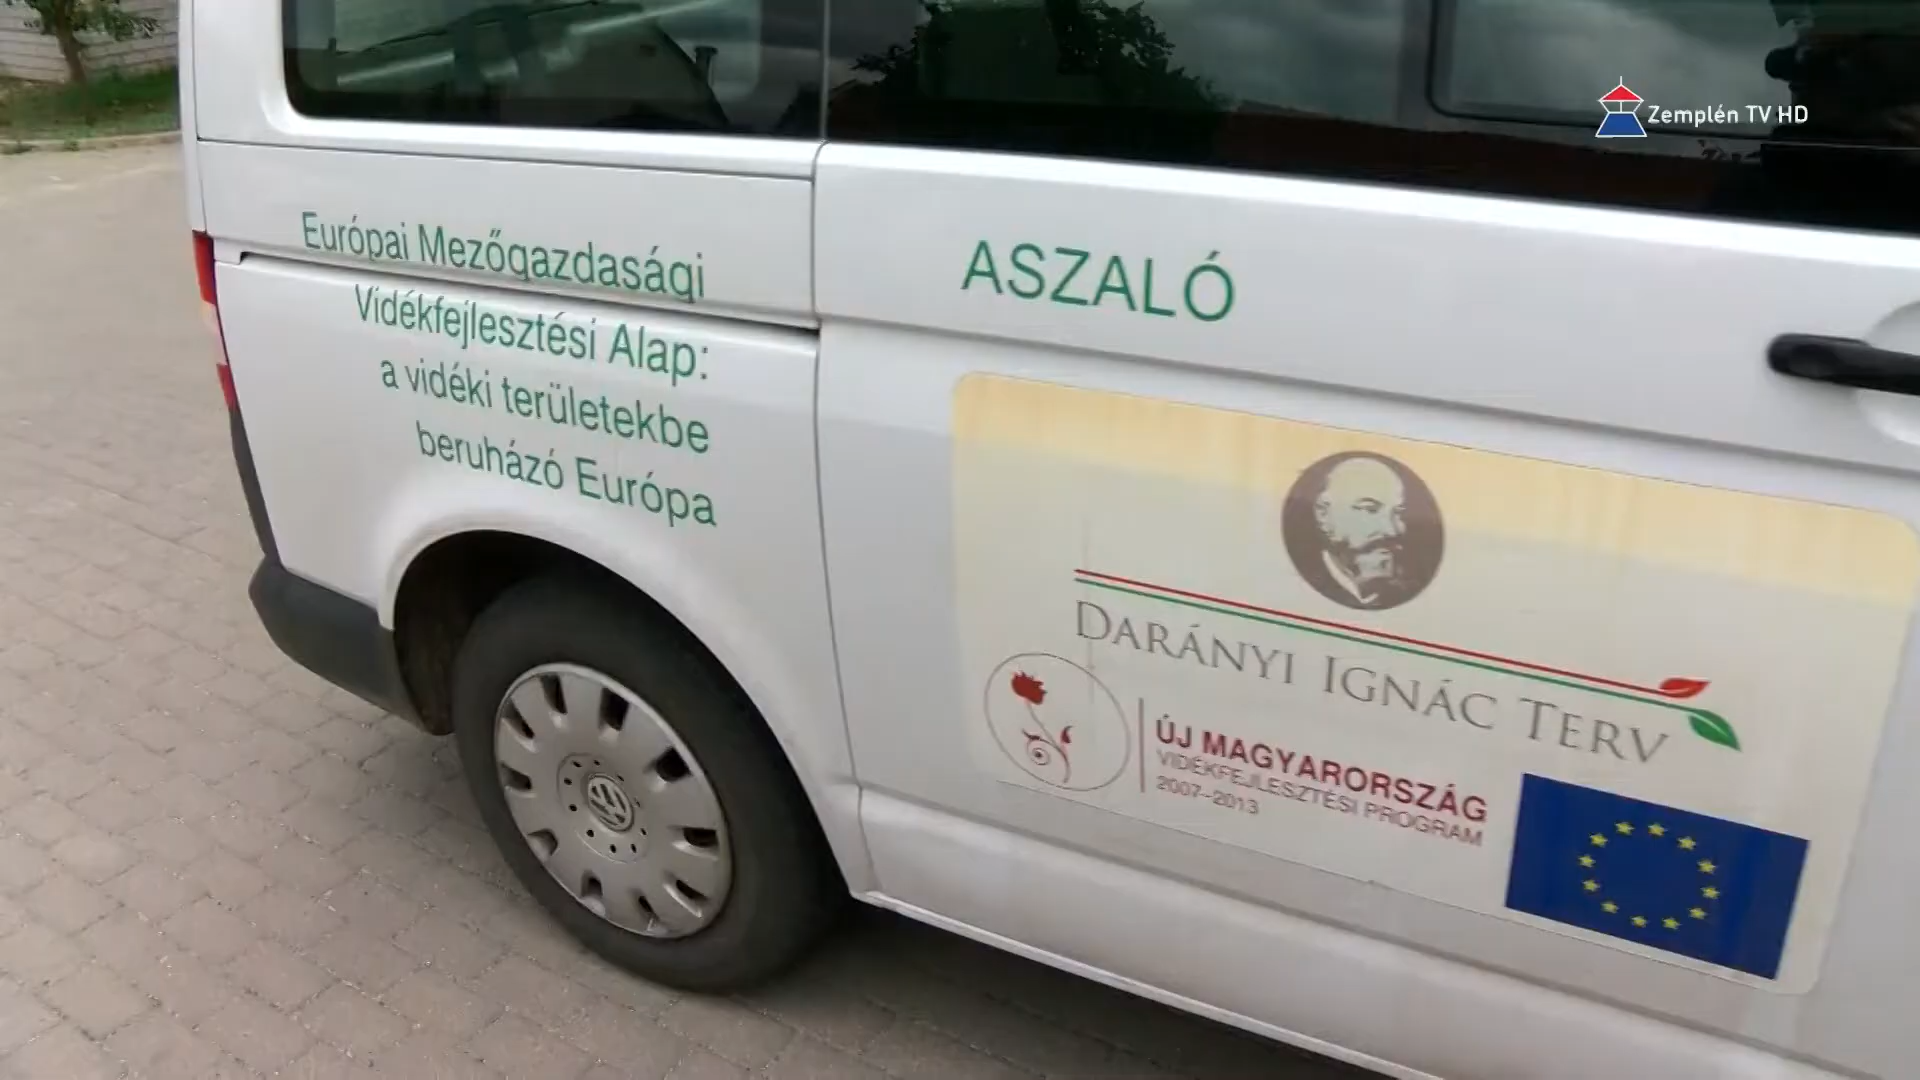 Zemplén TV HD
Európai Mezőgazdasági
Vidékfejlesztési Alap:
a vidéki területekbe
beruházó Európa
ASZALÓ
DARÁNYI IGNÁC TERV
ÚJ MAGYARORSZÁG
VIDÉKFEJLESZTÉSI PROGRAM
2007–2013